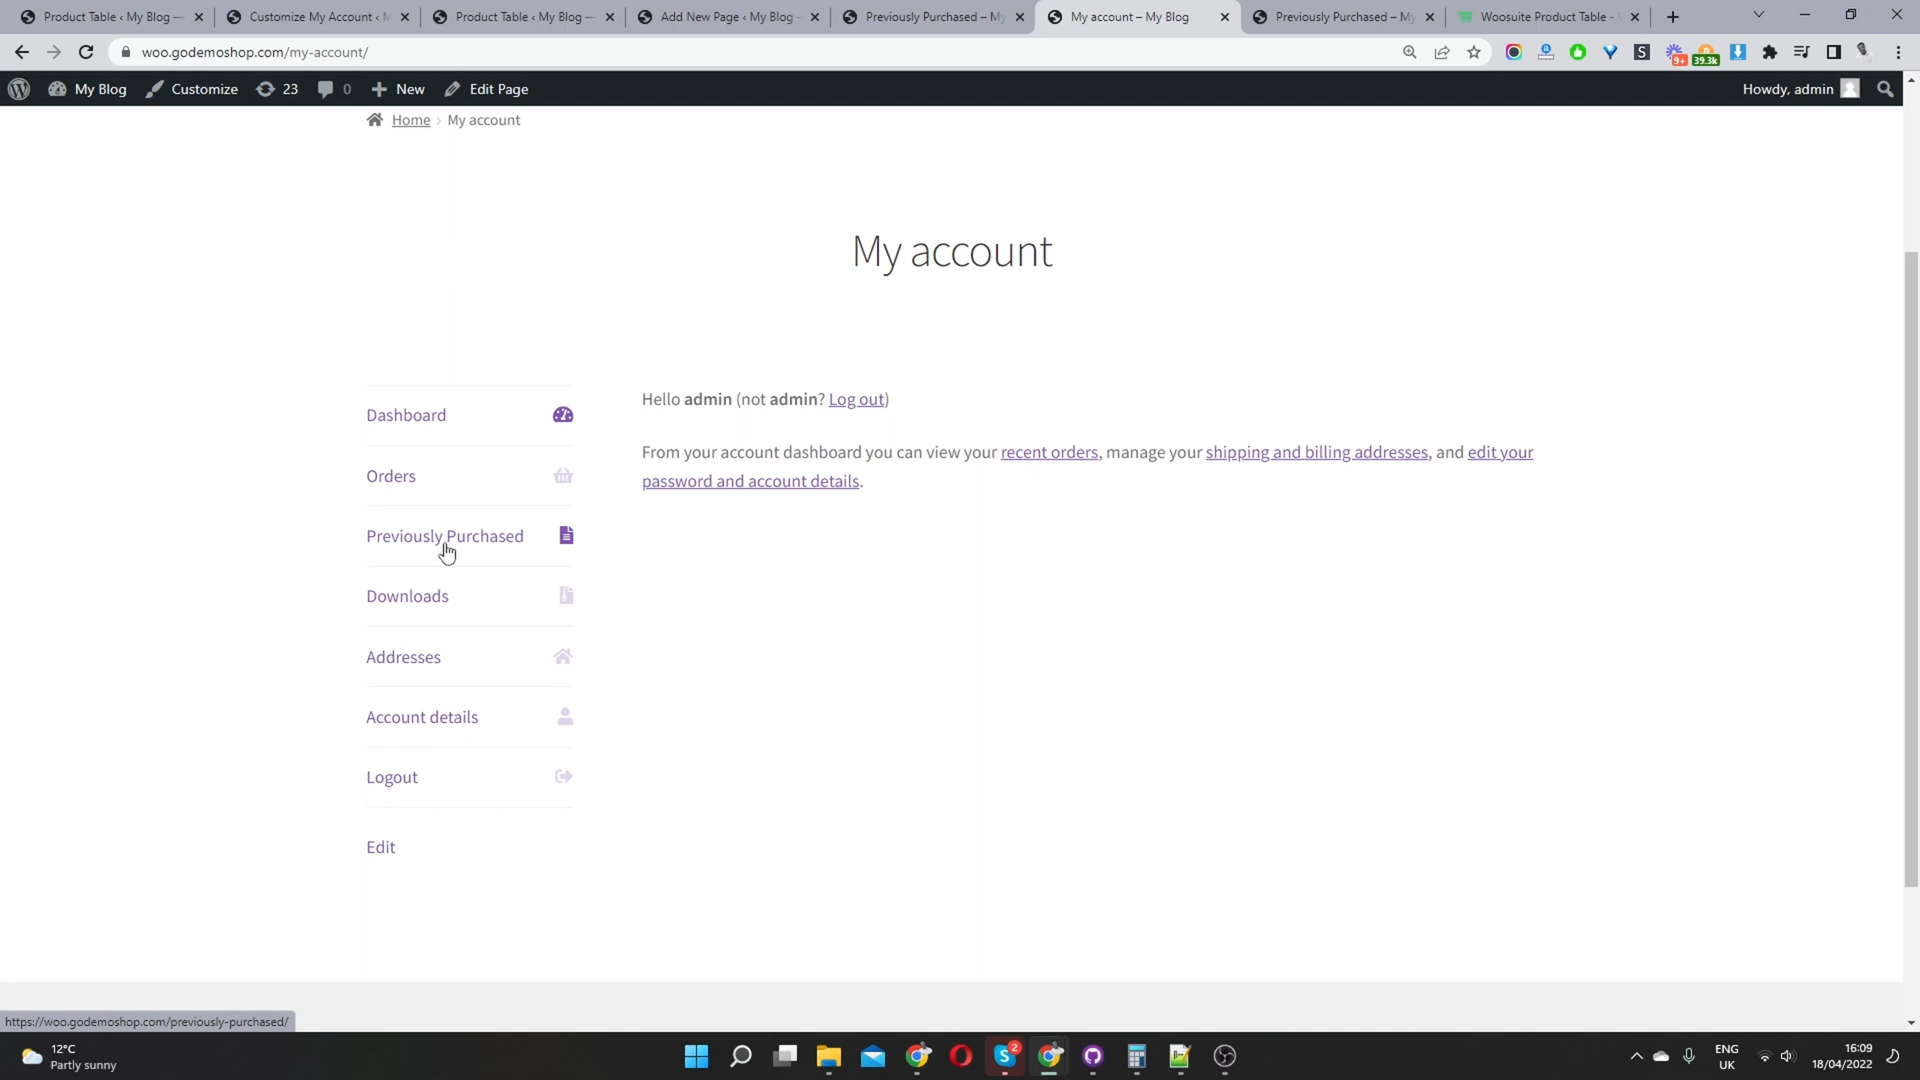 Product Table ‹ My Blog —
Customize My Account ‹ M
Product Table ‹ My Blog —
Add New Page ‹ My Blog –
Previously Purchased – My
My account – My Blog
Previously Purchased – My
Woosuite Product Table -
woo.godemoshop.com/my-account/
9+
39.3k
My Blog
Customize
23
0
New
Edit Page
Howdy, admin
Home › My account
My account
Dashboard
Hello admin (not admin? Log out)
From your account dashboard you can view your recent orders, manage your shipping and billing addresses, and edit your
password and account details.
Orders
Previously Purchased
Downloads
Addresses
Account details
Logout
Edit
https://woo.godemoshop.com/previously-purchased/
12°C
Partly sunny
2
ENG
UK
16:09
18/04/2022